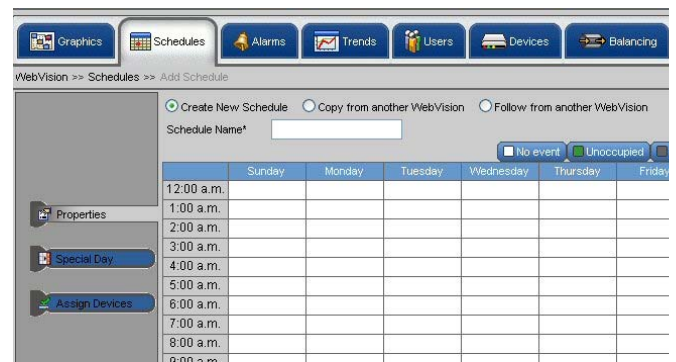 Graphics Schedules Alarms Trends Users Devices Balancing
WebVision >> Schedules >> Add Schedule
Create New Schedule Copy from another WebVision Follow from another WebVision
Schedule Name*
No event Unoccupied
Sunday Monday Tuesday Wednesday Thursday Friday
12:00 a.m.
1:00 a.m.
Properties
2:00 a.m.
3:00 a.m.
Special Day
4:00 a.m.
5:00 a.m.
Assign Devices
6:00 a.m.
7:00 a.m.
8:00 a.m.
9:00 a.m.